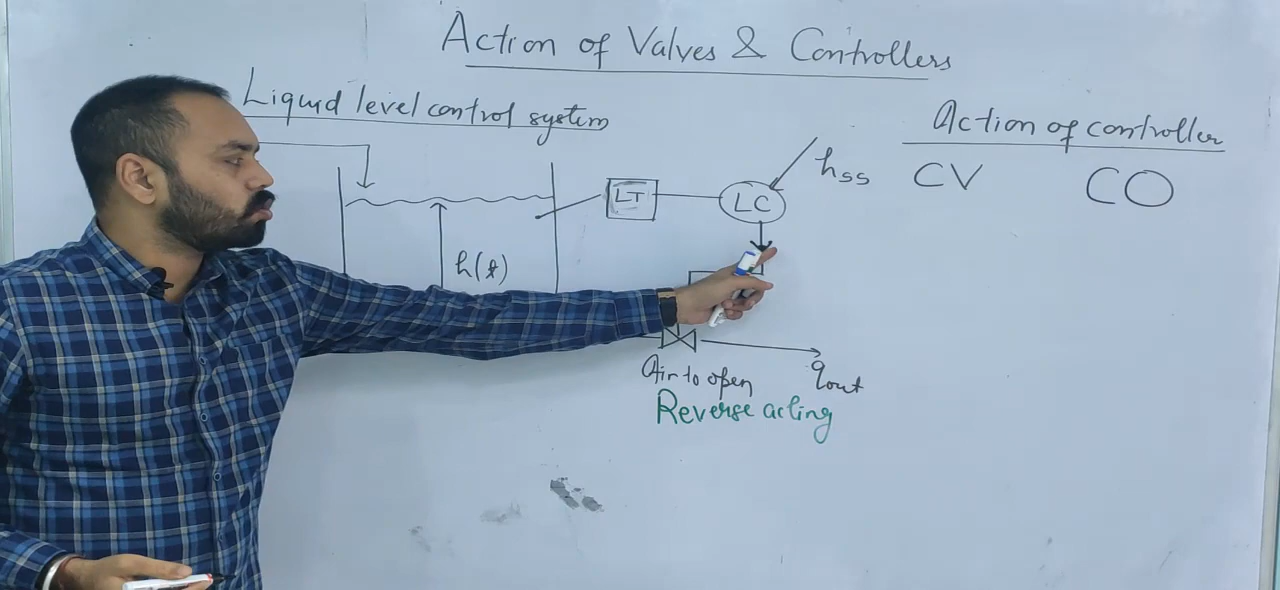 Action of Valves & Controllers
Liquid level control system
Action of controller
CV CO
hss
LT
LC
h(t)
Air to open
qout
Reverse acting